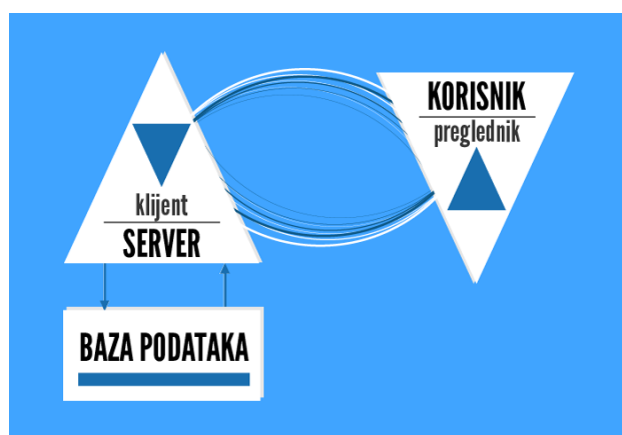 klijent
SERVER
KORISNIK
preglednik
BAZA PODATAKA